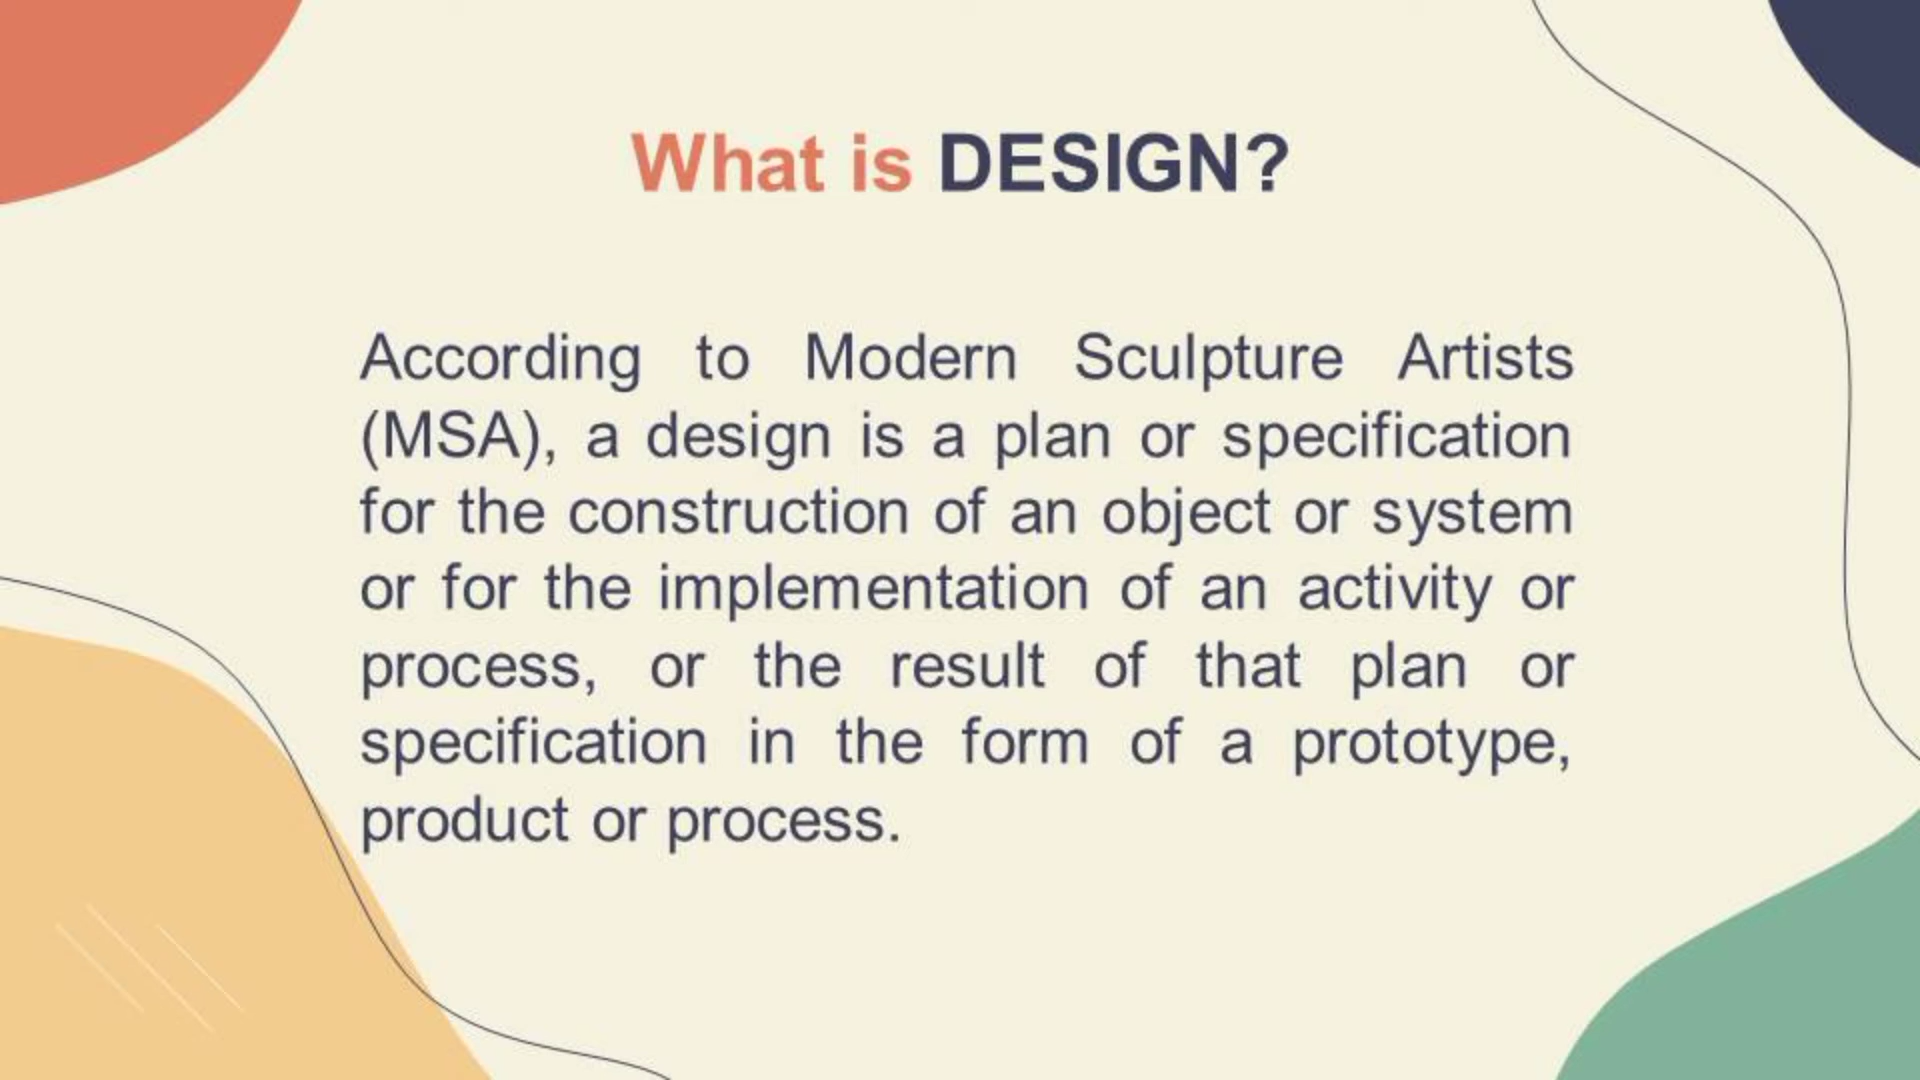 What is DESIGN?
According to Modern Sculpture Artists
(MSA), a design is a plan or specification
for the construction of an object or system
or for the implementation of an activity or
process, or the result of that plan or
specification in the form of a prototype,
product or process.